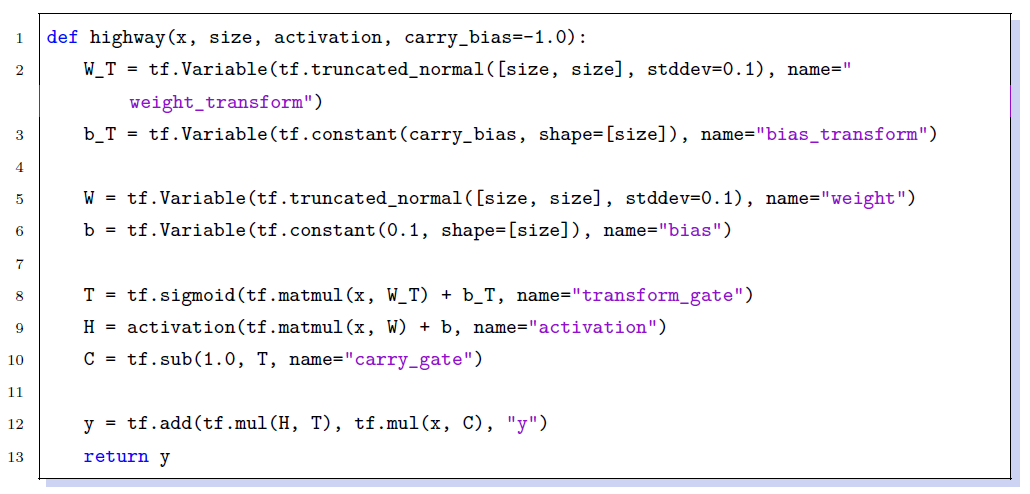 1 def highway(x, size, activation, carry_bias=-1.0):
2 W_T = tf.Variable(tf.truncated_normal([size, size], stddev=0.1), name="
weight_transform")
3 b_T = tf.Variable(tf.constant(carry_bias, shape=[size]), name="bias_transform")
4
5 W = tf.Variable(tf.truncated_normal([size, size], stddev=0.1), name="weight")
6 b = tf.Variable(tf.constant(0.1, shape=[size]), name="bias")
7
8 T = tf.sigmoid(tf.matmul(x, W_T) + b_T, name="transform_gate")
9 H = activation(tf.matmul(x, W) + b, name="activation")
10 C = tf.sub(1.0, T, name="carry_gate")
11
12 y = tf.add(tf.mul(H, T), tf.mul(x, C), "y")
13 return y